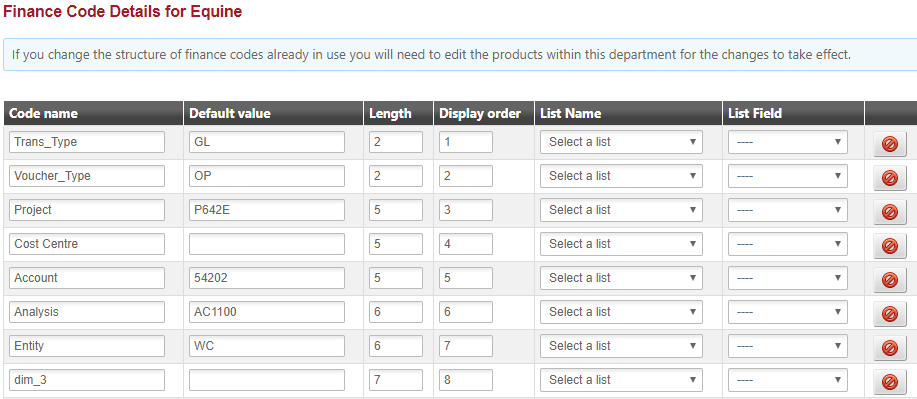 Finance Code Details for Equine
If you change the structure of finance codes already in use you will need to edit the products within this department for the changes to take effect.
Code name Default value Length Display order List Name List Field
Trans_Type GL 2 1 Select a list ----
Voucher_Type OP 2 2 Select a list ----
Project P642E 5 3 Select a list ----
Cost Centre 5 4 Select a list ----
Account 54202 5 5 Select a list ----
Analysis AC1100 6 6 Select a list ----
Entity WC 6 7 Select a list ----
dim_3 7 8 Select a list ----